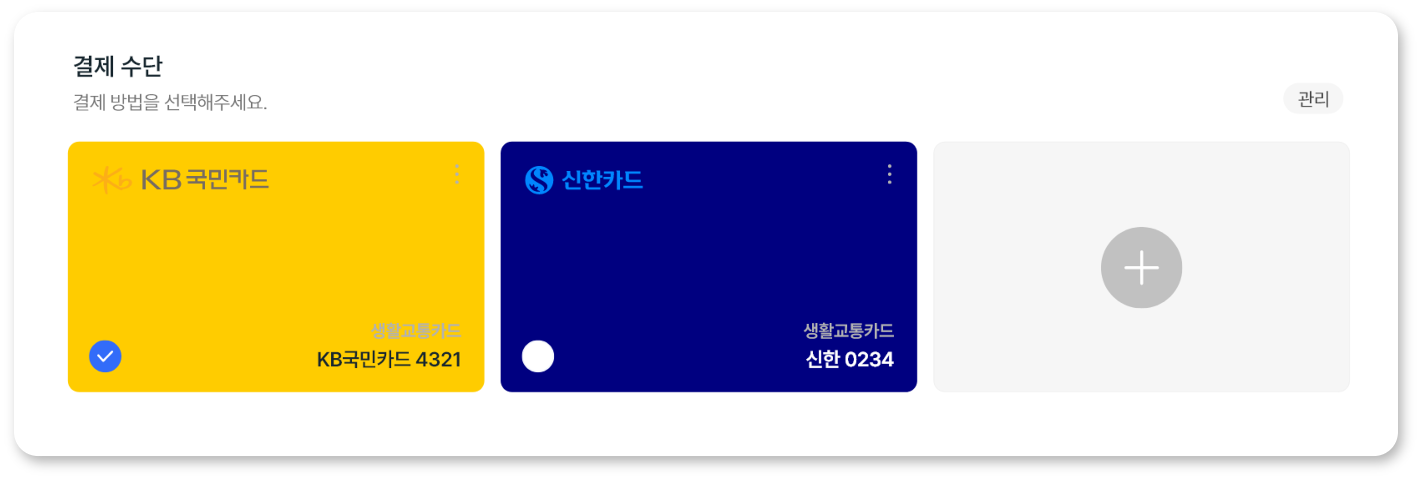 결제 수단
결제 방법을 선택해주세요.
관리
KB 국민카드
생활교통카드
KB국민카드 4321
신한카드
생활교통카드
신한 0234